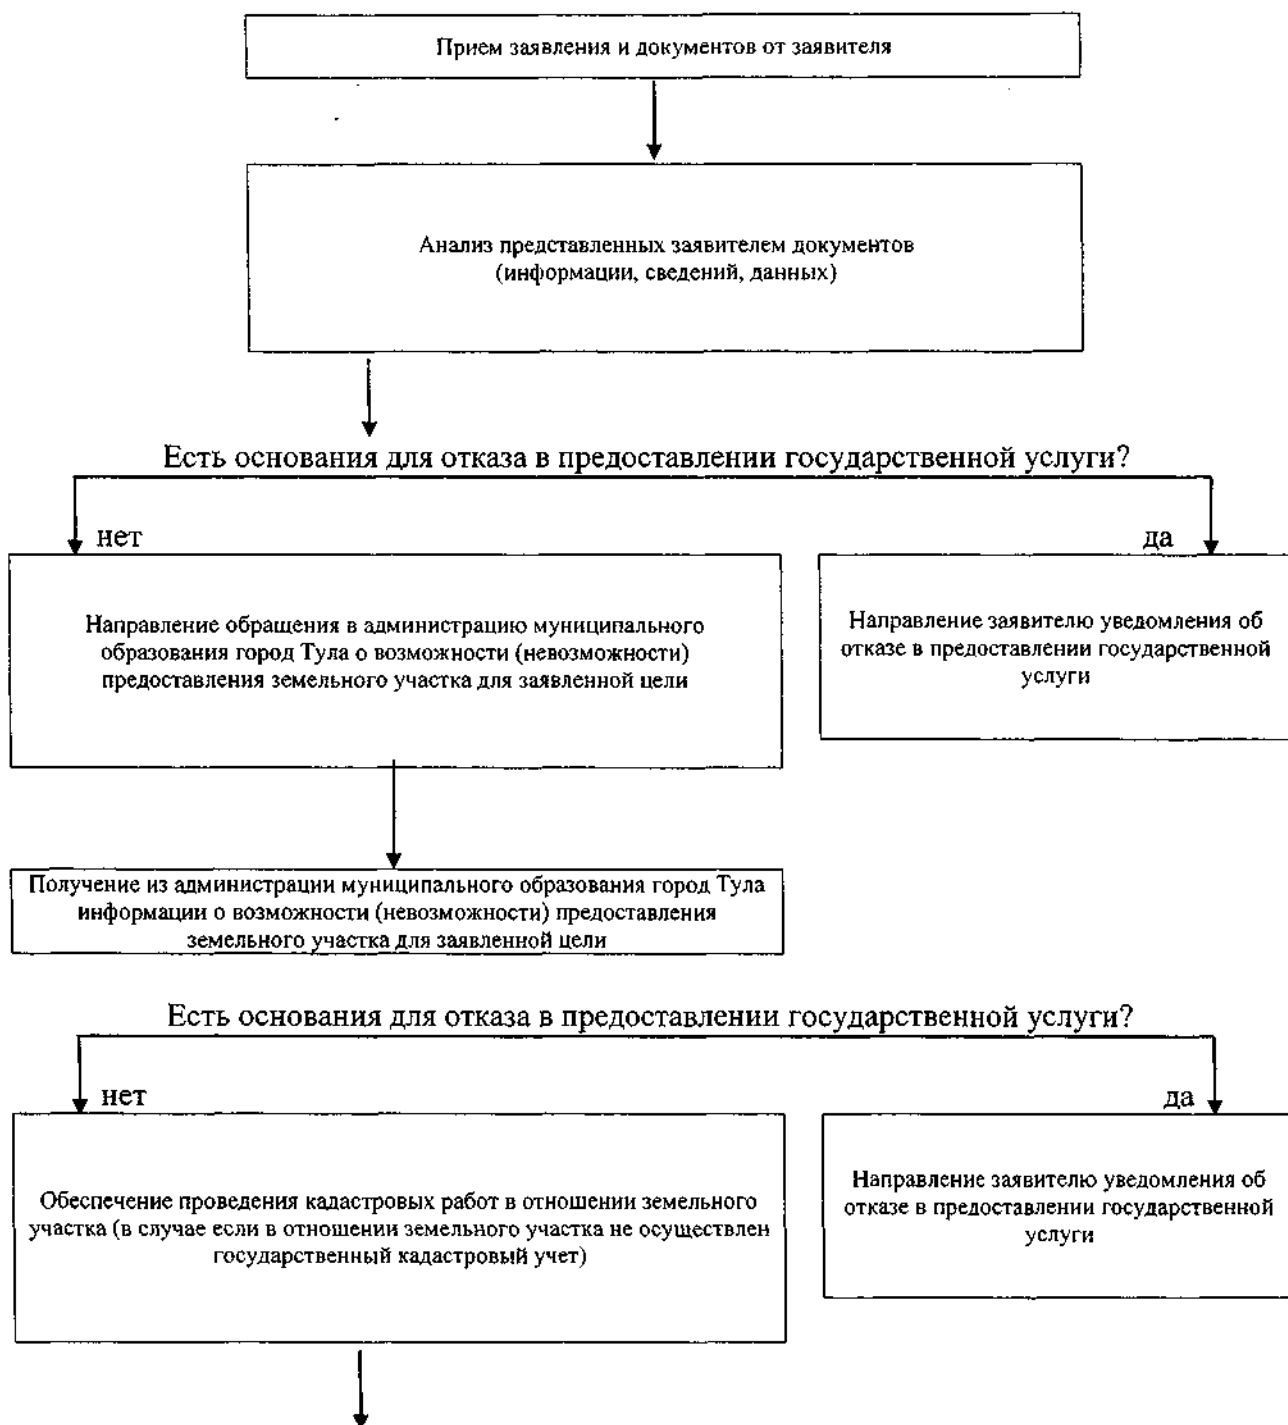 Прием заявления и документов от заявителя
Анализ представленных заявителем документов
(информации, сведений, данных)
Есть основания для отказа в предоставлении государственной услуги?
нет
да
Направление обращения в администрацию муниципального
образования город Тула о возможности (невозможности)
предоставления земельного участка для заявленной цели
Направление заявителю уведомления об
отказе в предоставлении государственной
услуги
Получение из администрации муниципального образования город Тула
информации о возможности (невозможности) предоставления
земельного участка для заявленной цели
Есть основания для отказа в предоставлении государственной услуги?
нет
да
Обеспечение проведения кадастровых работ в отношении земельного
участка (в случае если в отношении земельного участка не осуществлен
государственный кадастровый учет)
Направление заявителю уведомления об
отказе в предоставлении государственной
услуги